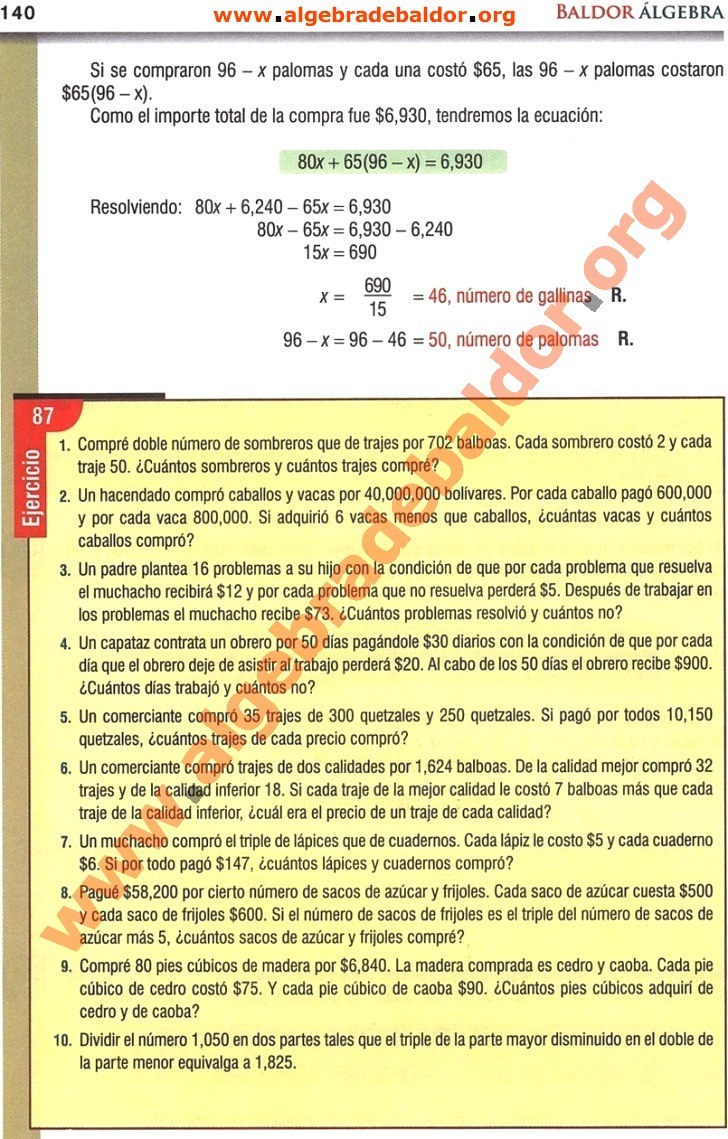 140
www.algebradebaldor.org
BALDOR ÁLGEBRA
Si se compraron 96 – x palomas y cada una costó $65, las 96 – x palomas costaron
$65(96 – x).
Como el importe total de la compra fue $6,930, tendremos la ecuación:
80x + 65(96 – x) = 6,930
Resolviendo: 80x + 6,240 – 65x = 6,930
80x – 65x = 6,930 – 6,240
15x = 690
x = 690/15 = 46, número de gallinas R.
96 – x = 96 – 46 = 50, número de palomas R.
87
Ejercicio
1. Compré doble número de sombreros que de trajes por 702 balboas. Cada sombrero costó 2 y cada
traje 50. ¿Cuántos sombreros y cuántos trajes compré?
2. Un hacendado compró caballos y vacas por 40,000,000 bolívares. Por cada caballo pagó 600,000
y por cada vaca 800,000. Si adquirió 6 vacas menos que caballos, ¿cuántas vacas y cuántos
caballos compró?
3. Un padre plantea 16 problemas a su hijo con la condición de que por cada problema que resuelva
el muchacho recibirá $12 y por cada problema que no resuelva perderá $5. Después de trabajar en
los problemas el muchacho recibe $73. ¿Cuántos problemas resolvió y cuántos no?
4. Un capataz contrata un obrero por 50 días pagándole $30 diarios con la condición de que por cada
día que el obrero deje de asistir al trabajo perderá $20. Al cabo de los 50 días el obrero recibe $900.
¿Cuántos días trabajó y cuántos no?
5. Un comerciante compró 35 trajes de 300 quetzales y 250 quetzales. Si pagó por todos 10,150
quetzales, ¿cuántos trajes de cada precio compró?
6. Un comerciante compró trajes de dos calidades por 1,624 balboas. De la calidad mejor compró 32
trajes y de la calidad inferior 18. Si cada traje de la mejor calidad le costó 7 balboas más que cada
traje de la calidad inferior, ¿cuál era el precio de un traje de cada calidad?
7. Un muchacho compró el triple de lápices que de cuadernos. Cada lápiz le costo $5 y cada cuaderno
$6. Si por todo pagó $147, ¿cuántos lápices y cuadernos compró?
8. Pagué $58,200 por cierto número de sacos de azúcar y frijoles. Cada saco de azúcar cuesta $500
y cada saco de frijoles $600. Si el número de sacos de frijoles es el triple del número de sacos de
azúcar más 5, ¿cuántos sacos de azúcar y frijoles compré?
9. Compré 80 pies cúbicos de madera por $6,840. La madera comprada es cedro y caoba. Cada pie
cúbico de cedro costó $75. Y cada pie cúbico de caoba $90. ¿Cuántos pies cúbicos adquirí de
cedro y de caoba?
10. Dividir el número 1,050 en dos partes tales que el triple de la parte mayor disminuido en el doble de
la parte menor equivalga a 1,825.
www.algebradebaldor.org